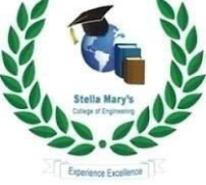 Stella Mary's
College of Engineering
Experience Excellence